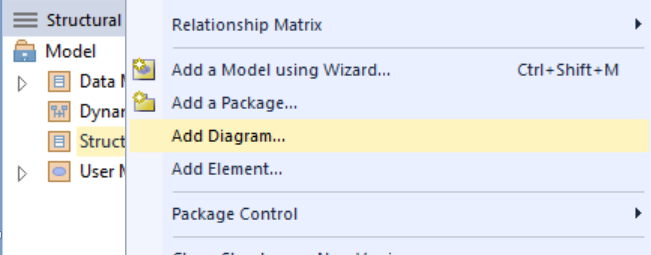 Structural
Model
Data M
Dynar
Struct
User M
Relationship Matrix
Add a Model using Wizard... Ctrl+Shift+M
Add a Package...
Add Diagram...
Add Element...
Package Control